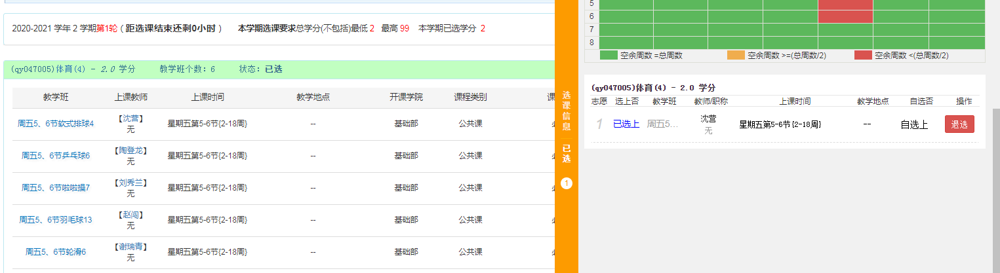 2020-2021 学年 2 学期第1轮 ( 距选课结束还剩0小时 ) 本学期选课要求总学分(不包括)最低 2 最高 99 本学期已选学分 2
(qy047005)体育(4) - 2.0 学分 教学班个数: 6 状态: 已选
教学班 上课教师 上课时间 教学地点 开课学院 课程类别
周五5、6节软式排球4 【沈营】 星期五第5-6节{2-18周} -- 基础部 公共课
无
周五5、6节乒乓球6 【陶登龙】 星期五第5-6节{2-18周} -- 基础部 公共课
无
周五5、6节啦啦操7 【刘秀兰】 星期五第5-6节{2-18周} -- 基础部 公共课
无
周五5、6节羽毛球13 【赵闯】 星期五第5-6节{2-18周} -- 基础部 公共课
无
周五5、6节轮滑6 【谢瑞青】 星期五第5-6节{2-18周} -- 基础部 公共课
无
选课信息
已选
1
5
6
7
8
空余周数 =总周数 空余周数 >=(总周数/2) 空余周数 <(总周数/2)
(qy047005)体育(4) - 2.0 学分
志愿 选上否 教学班 教师/职称 上课时间 教学地点 自选否 操作
1 已选上 周五5... 沈营 星期五第5-6节{2-18周} -- 自选上 退选
无